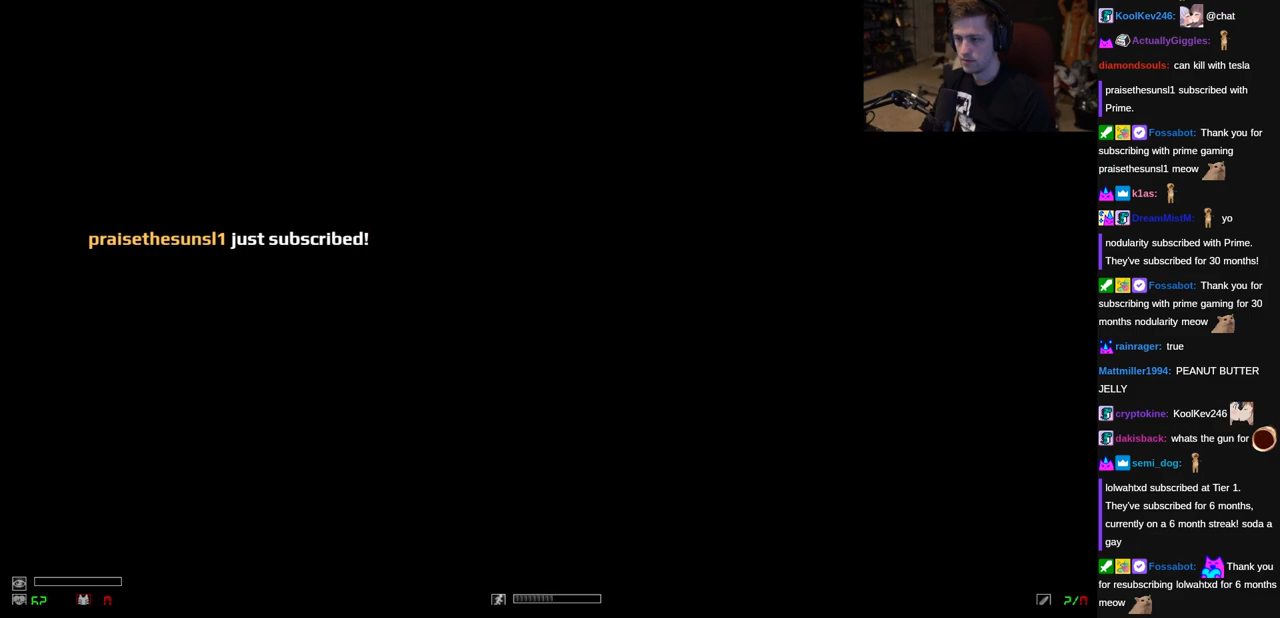 KoolKev246: @chat
ActuallyGiggles:
diamondsouls: can kill with tesla
praisethesunsl1 subscribed with
Prime.
Fossabot: Thank you for
subscribing with prime gaming
praisethesunsl1 meow
k1as:
DreamMistM: yo
nodularity subscribed with Prime.
They've subscribed for 30 months!
Fossabot: Thank you for
subscribing with prime gaming for 30
months nodularity meow
rainrager: true
Mattmiller1994: PEANUT BUTTER
JELLY
cryptokine: KoolKev246
dakisback: whats the gun for
semi_dog:
lolwahtxd subscribed at Tier 1.
They've subscribed for 6 months,
currently on a 6 month streak! soda a
gay
Fossabot: Thank you
for resubscribing lolwahtxd for 6 months
meow
praisethesunsl1 just subscribed!
62 0
2/0